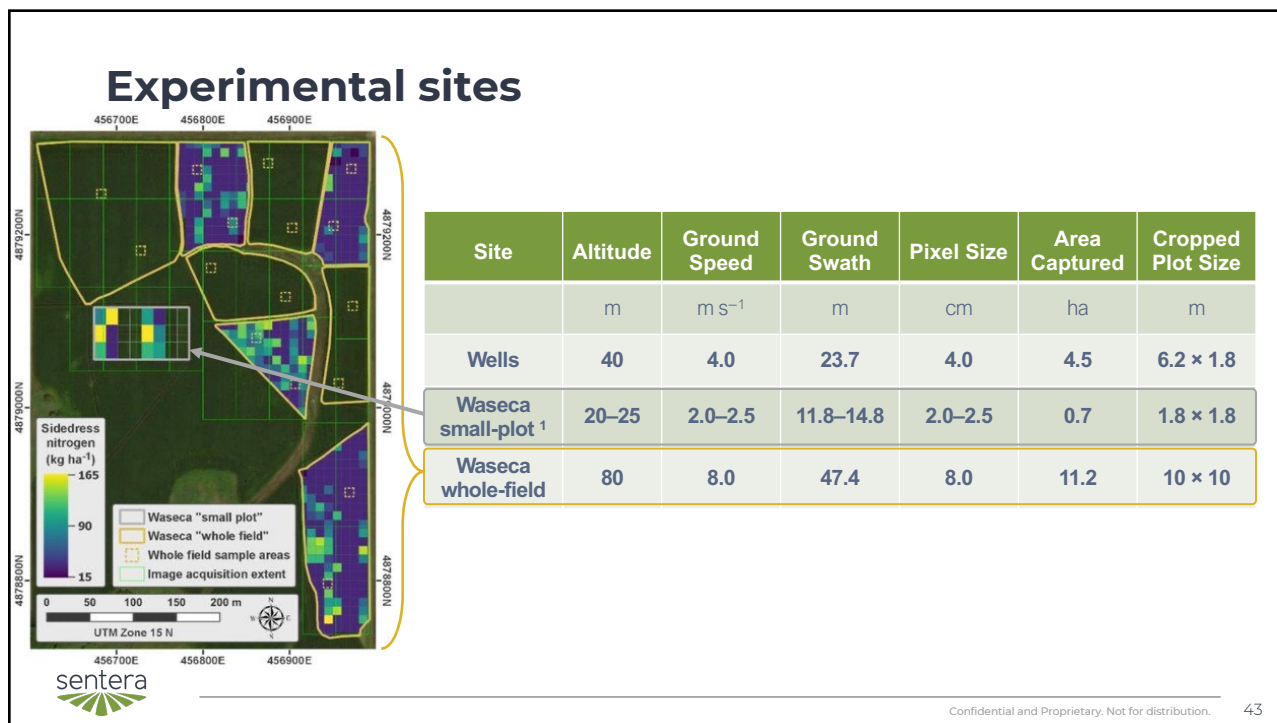 Experimental sites
456700E 456800E 456900E
4879200N
4879200N
4879000N
4879000N
4878800N
4878800N
Sidedress
nitrogen
(kg ha⁻¹)
165
90
15
Waseca "small plot"
Waseca "whole field"
Whole field sample areas
Image acquisition extent
0 50 100 150 200 m
UTM Zone 15 N
N
W E
S
456700E 456800E 456900E
Site Altitude Ground Speed Ground Swath Pixel Size Area Captured Cropped Plot Size
m m s⁻¹ m cm ha m
Wells 40 4.0 23.7 4.0 4.5 6.2 × 1.8
Waseca small-plot ¹ 20–25 2.0–2.5 11.8–14.8 2.0–2.5 0.7 1.8 × 1.8
Waseca whole-field 80 8.0 47.4 8.0 11.2 10 × 10
sentera
Confidential and Proprietary. Not for distribution. 43